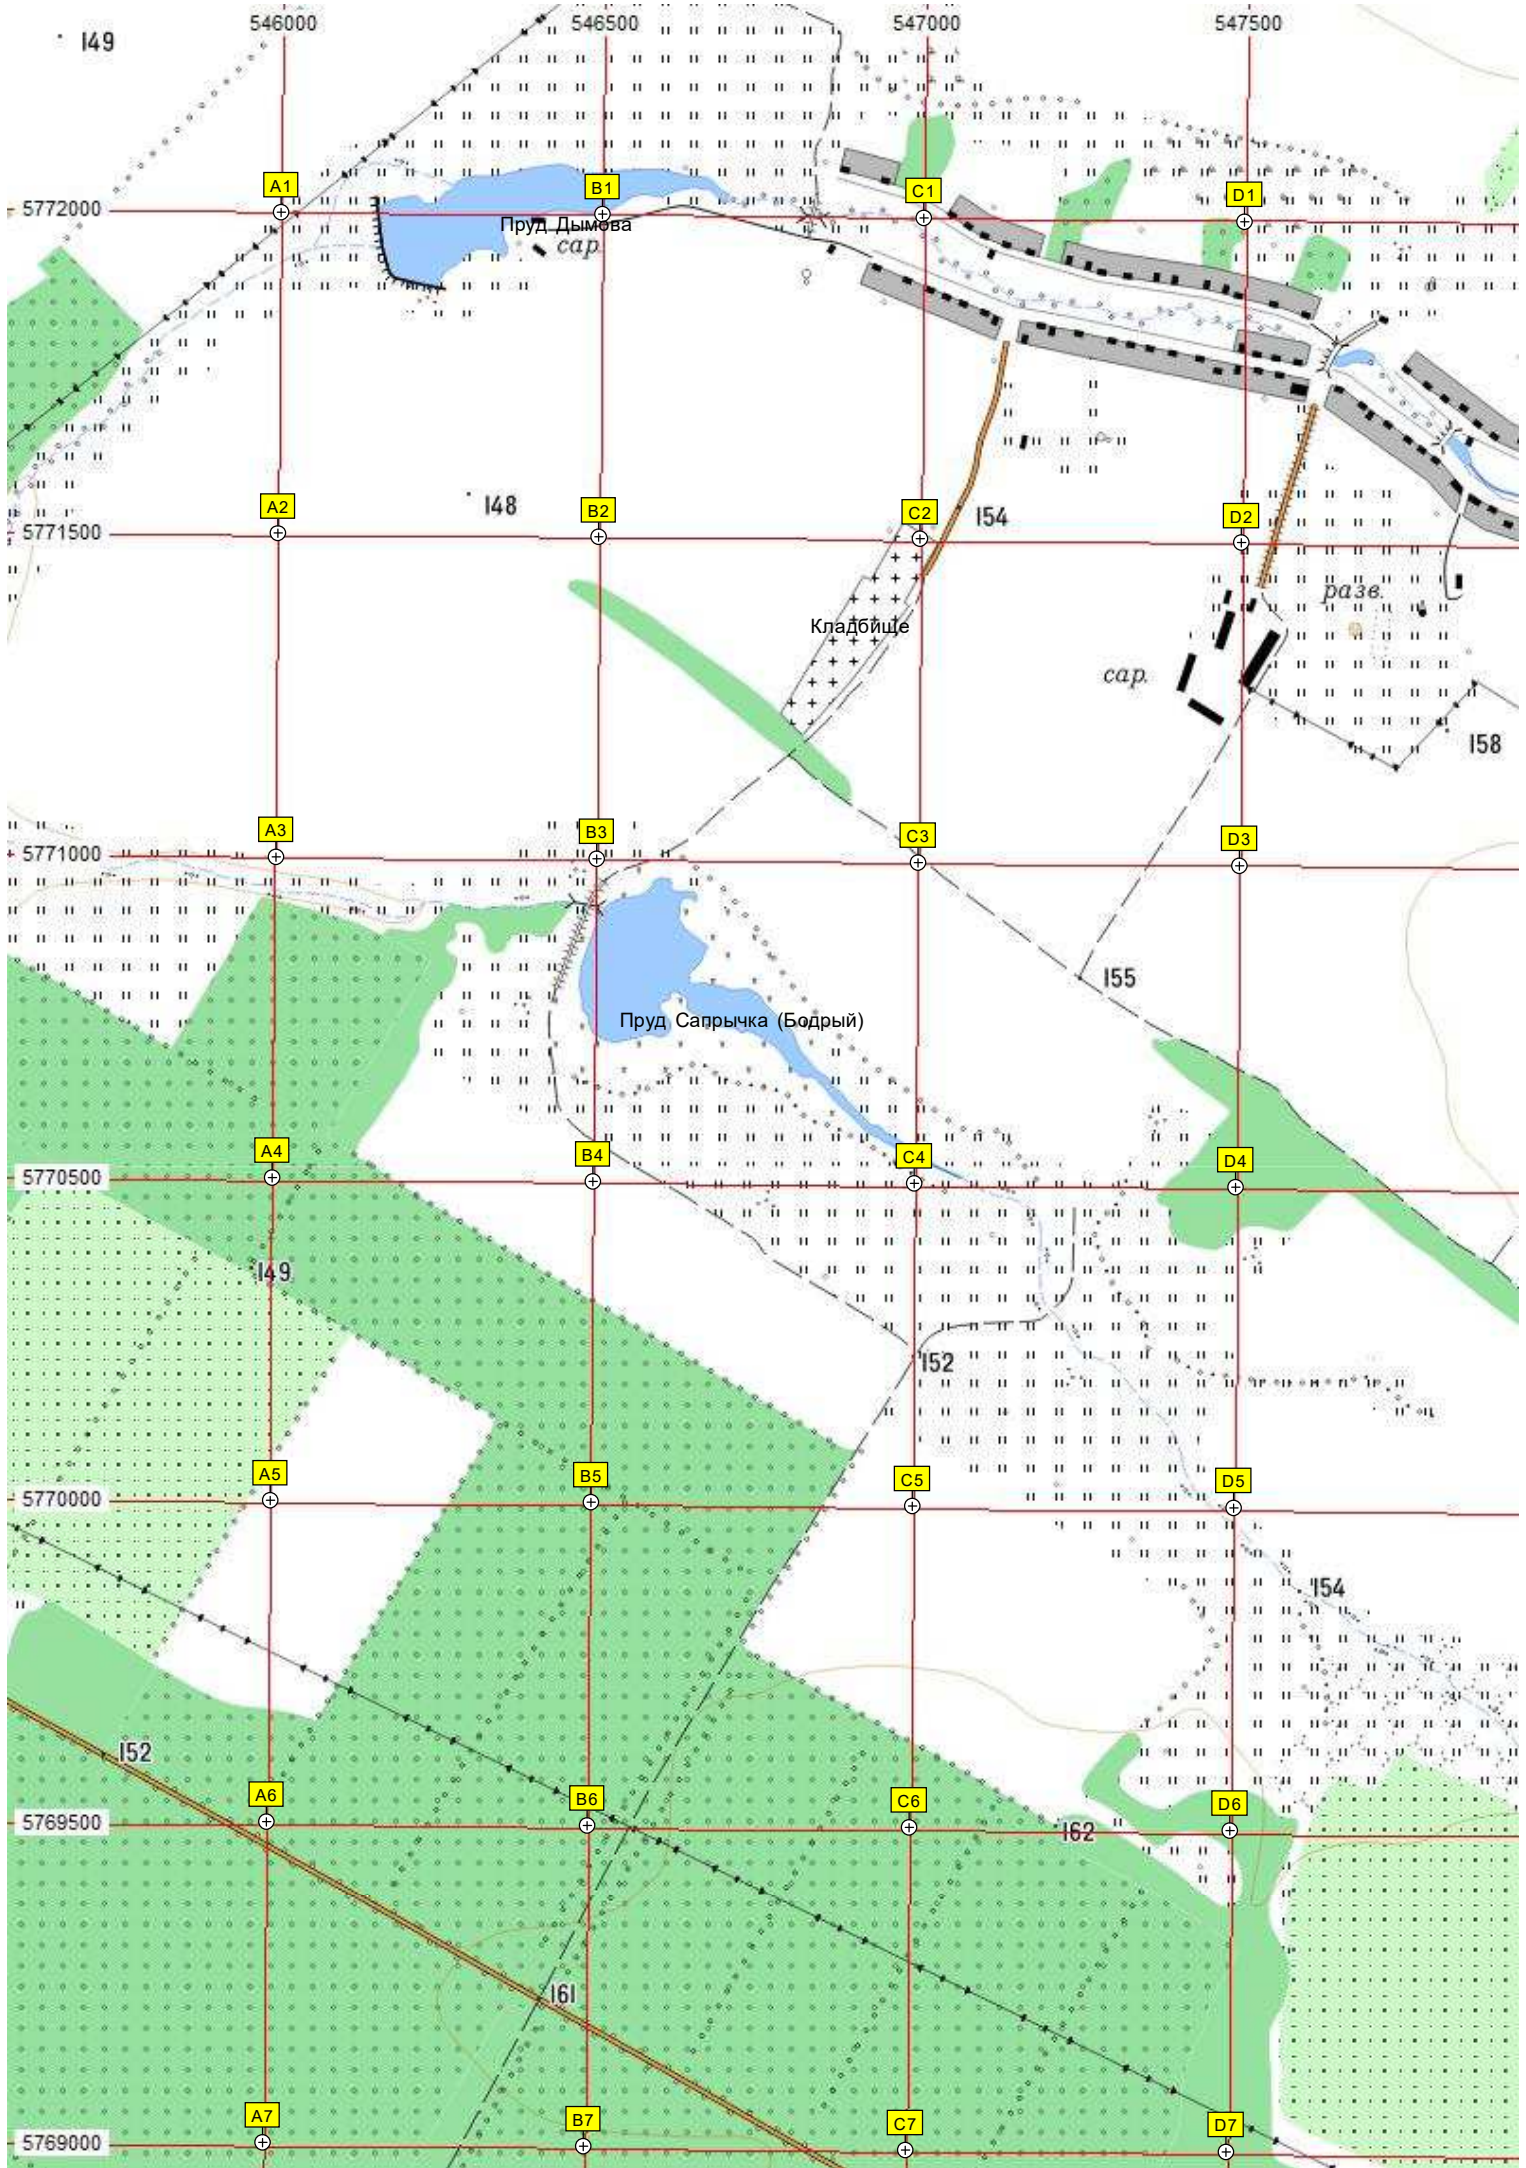 546000 546500 547000 547500
149
A1 B1 C1 D1
5772000
Пруд Дымова
сар.
A2 B2 C2 D2
148
154
5771500
разв.
Кладбище
сар.
158
A3 B3 C3 D3
5771000
155
Пруд Сапрычка (Бодрый)
A4 B4 C4 D4
5770500
149
152
A5 B5 C5 D5
5770000
154
152
A6 B6 C6 D6
5769500
162
161
A7 B7 C7 D7
5769000